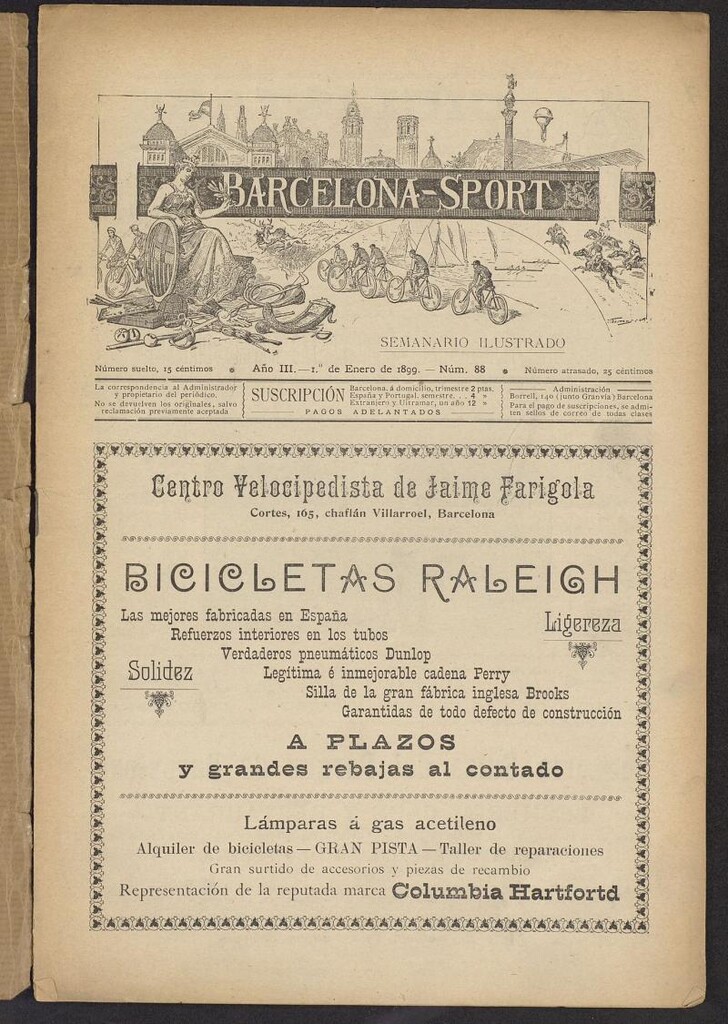 BARCELONA-SPORT
SEMANARIO ILUSTRADO
Número suelto, 15 céntimos
Año III.—1.º de Enero de 1899.—Núm. 88
Número atrasado, 25 céntimos
La correspondencia al Administrador
y propietario del periódico.
No se devuelven los originales, salvo
reclamación previamente aceptada
SUSCRIPCIÓN
Barcelona, á domicilio, trimestre 2 ptas.
España y Portugal, semestre. . . 4 »
Extranjero y Ultramar, un año 12 »
PAGOS ADELANTADOS
Administración
Borrell, 140 (junto Granvía) Barcelona
Para el pago de suscripciones, se admi-
ten sellos de correo de todas clases
Centro Velocipedista de Jaime Farigola
Cortes, 165, chaflán Villarroel, Barcelona
BICICLETAS RALEIGH
Las mejores fabricadas en España
Refuerzos interiores en los tubos
Ligereza
Verdaderos pneumáticos Dunlop
Solidez
Legítima é inmejorable cadena Perry
Silla de la gran fábrica inglesa Brooks
Garantidas de todo defecto de construcción
A PLAZOS
y grandes rebajas al contado
Lámparas á gas acetileno
Alquiler de bicicletas—GRAN PISTA—Taller de reparaciones
Gran surtido de accesorios y piezas de recambio
Representación de la reputada marca Columbia Hartfortd